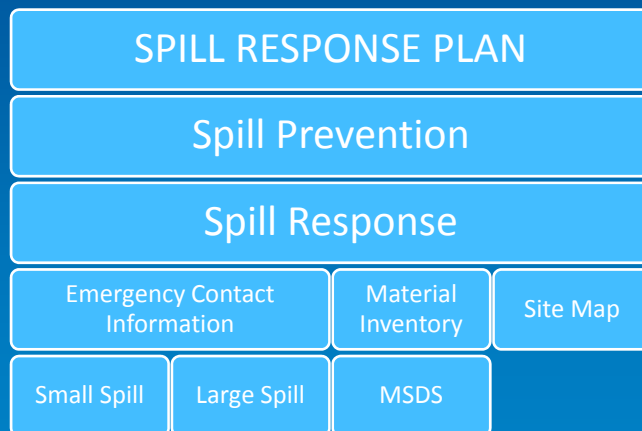 SPILL RESPONSE PLAN
Spill Prevention
Spill Response
Emergency Contact
Information
Material
Inventory
Site Map
Small Spill
Large Spill
MSDS